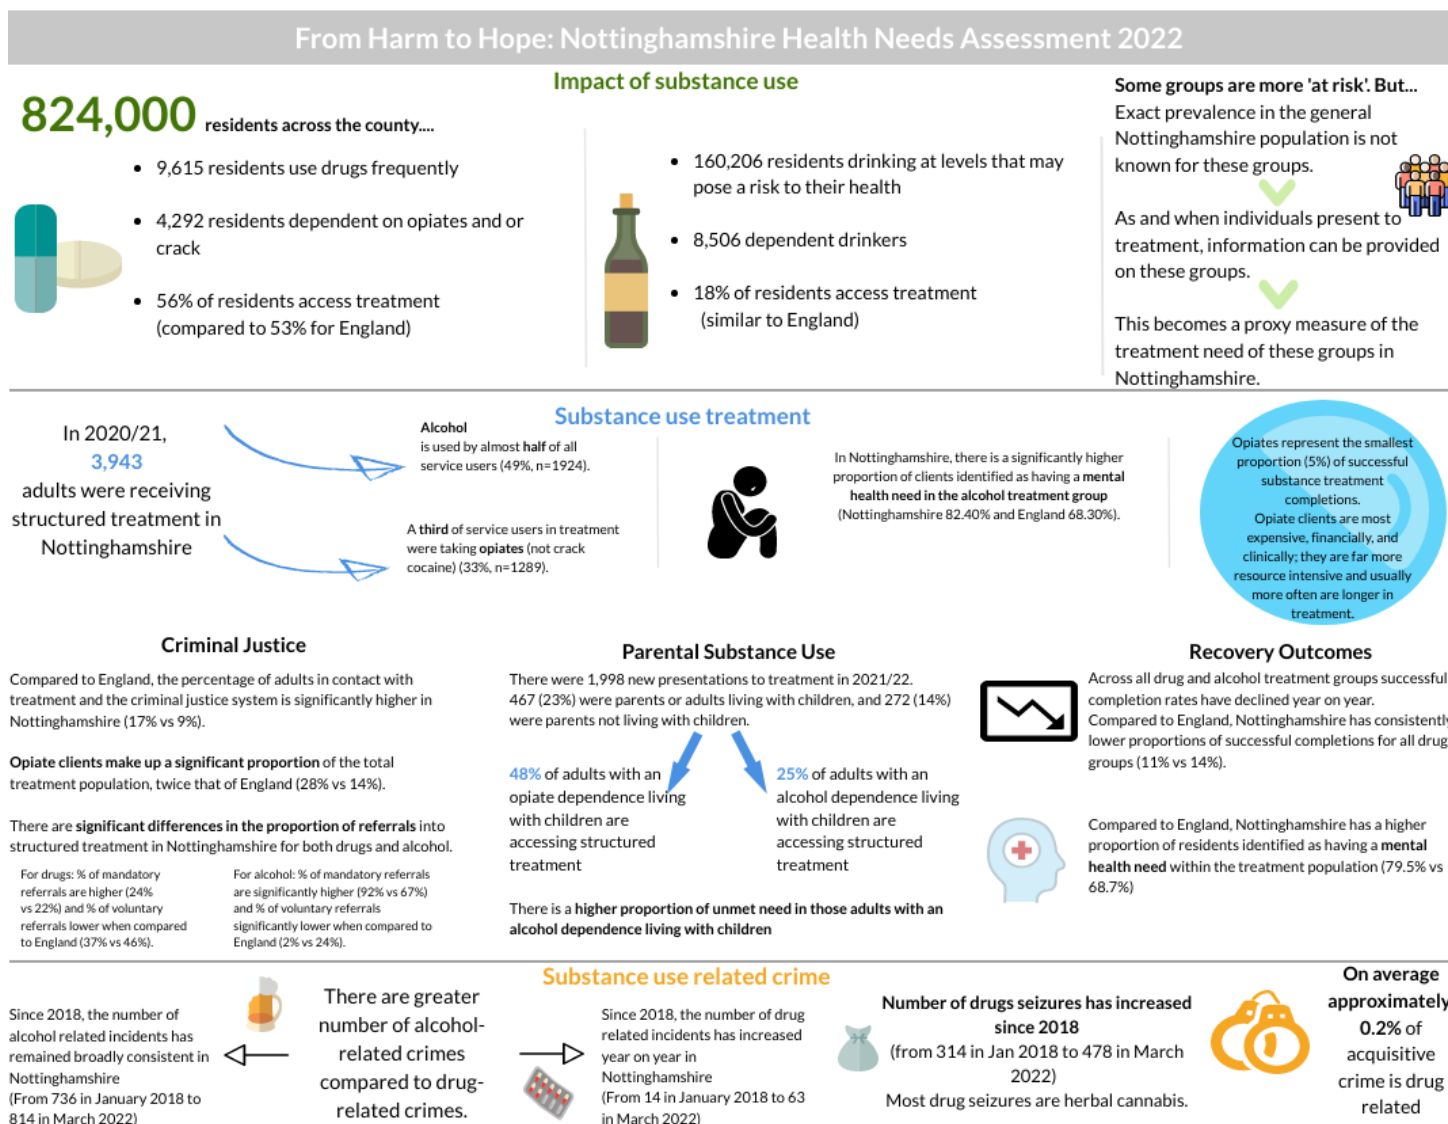 From Harm to Hope: Nottinghamshire Health Needs Assessment 2022
Impact of substance use
824,000 residents across the county....
• 9,615 residents use drugs frequently
• 4,292 residents dependent on opiates and or
crack
• 56% of residents access treatment
(compared to 53% for England)
• 160,206 residents drinking at levels that may
pose a risk to their health
• 8,506 dependent drinkers
• 18% of residents access treatment
(similar to England)
Some groups are more 'at risk'. But...
Exact prevalence in the general
Nottinghamshire population is not
known for these groups.
As and when individuals present to
treatment, information can be provided
on these groups.
This becomes a proxy measure of the
treatment need of these groups in
Nottinghamshire.
Substance use treatment
In 2020/21,
3,943
adults were receiving
structured treatment in
Nottinghamshire
Alcohol
is used by almost half of all
service users (49%, n=1924).
A third of service users in treatment
were taking opiates (not crack
cocaine) (33%, n=1289).
In Nottinghamshire, there is a significantly higher
proportion of clients identified as having a mental
health need in the alcohol treatment group
(Nottinghamshire 82.40% and England 68.30%).
Opiates represent the smallest
proportion (5%) of successful
substance treatment
completions.
Opiate clients are most
expensive, financially, and
clinically; they are far more
resource intensive and usually
more often are longer in
treatment.
Criminal Justice
Compared to England, the percentage of adults in contact with
treatment and the criminal justice system is significantly higher in
Nottinghamshire (17% vs 9%).
Opiate clients make up a significant proportion of the total
treatment population, twice that of England (28% vs 14%).
There are significant differences in the proportion of referrals into
structured treatment in Nottinghamshire for both drugs and alcohol.
For drugs: % of mandatory
referrals are higher (24%
vs 22%) and % of voluntary
referrals lower when compared
to England (37% vs 46%).
For alcohol: % of mandatory referrals
are significantly higher (92% vs 67%)
and % of voluntary referrals
significantly lower when compared to
England (2% vs 24%).
Parental Substance Use
There were 1,998 new presentations to treatment in 2021/22.
467 (23%) were parents or adults living with children, and 272 (14%)
were parents not living with children.
48% of adults with an
opiate dependence living
with children are
accessing structured
treatment
25% of adults with an
alcohol dependence living
with children are
accessing structured
treatment
There is a higher proportion of unmet need in those adults with an
alcohol dependence living with children
Recovery Outcomes
Across all drug and alcohol treatment groups successful
completion rates have declined year on year.
Compared to England, Nottinghamshire has consistently
lower proportions of successful completions for all drug
groups (11% vs 14%).
Compared to England, Nottinghamshire has a higher
proportion of residents identified as having a mental
health need within the treatment population (79.5% vs
68.7%)
Substance use related crime
Since 2018, the number of
alcohol related incidents has
remained broadly consistent in
Nottinghamshire
(From 736 in January 2018 to
814 in March 2022)
There are greater
number of alcohol-
related crimes
compared to drug-
related crimes.
Since 2018, the number of drug
related incidents has increased
year on year in
Nottinghamshire
(From 14 in January 2018 to 63
in March 2022)
Number of drugs seizures has increased
since 2018
(from 314 in Jan 2018 to 478 in March
2022)
Most drug seizures are herbal cannabis.
On average
approximately
0.2% of
acquisitive
crime is drug
related